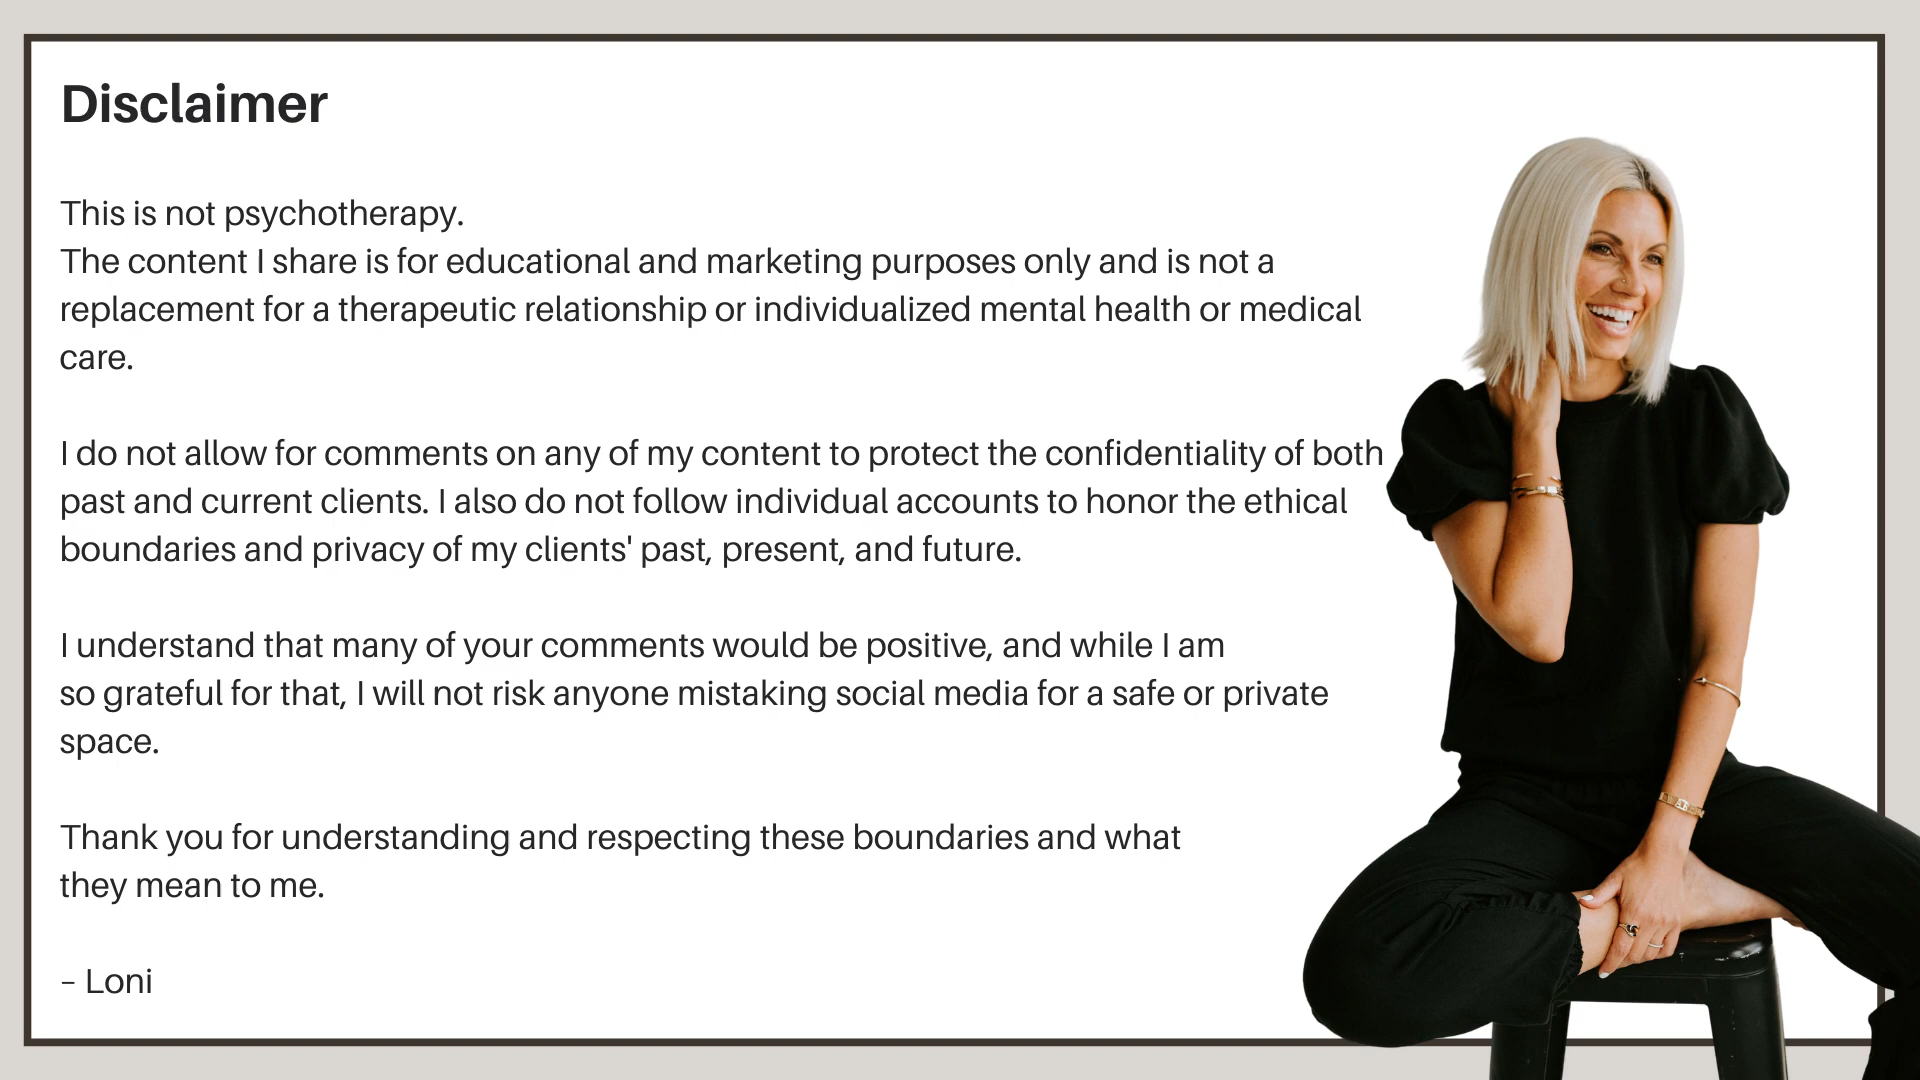 Disclaimer
This is not psychotherapy.
The content I share is for educational and marketing purposes only and is not a
replacement for a therapeutic relationship or individualized mental health or medical
care.
I do not allow for comments on any of my content to protect the confidentiality of both
past and current clients. I also do not follow individual accounts to honor the ethical
boundaries and privacy of my clients' past, present, and future.
I understand that many of your comments would be positive, and while I am
so grateful for that, I will not risk anyone mistaking social media for a safe or private
space.
Thank you for understanding and respecting these boundaries and what
they mean to me.
– Loni